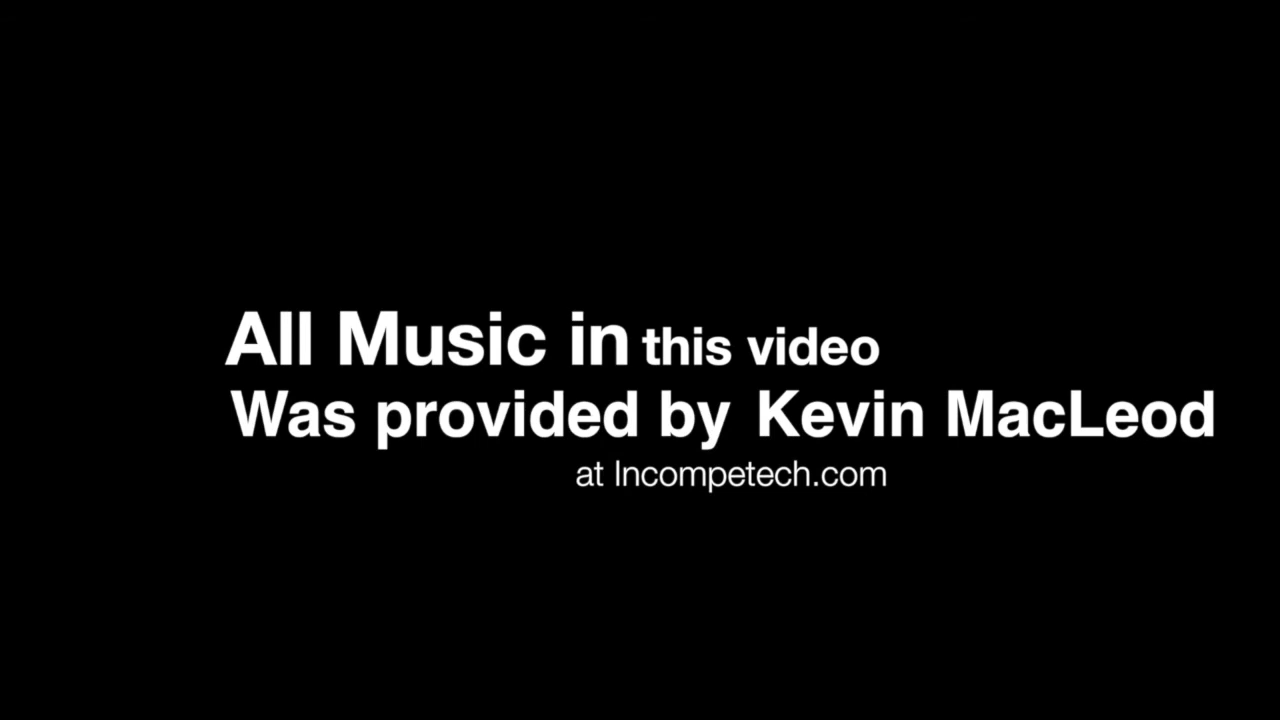 All Music in this video
Was provided by Kevin MacLeod
at Incompetech.com